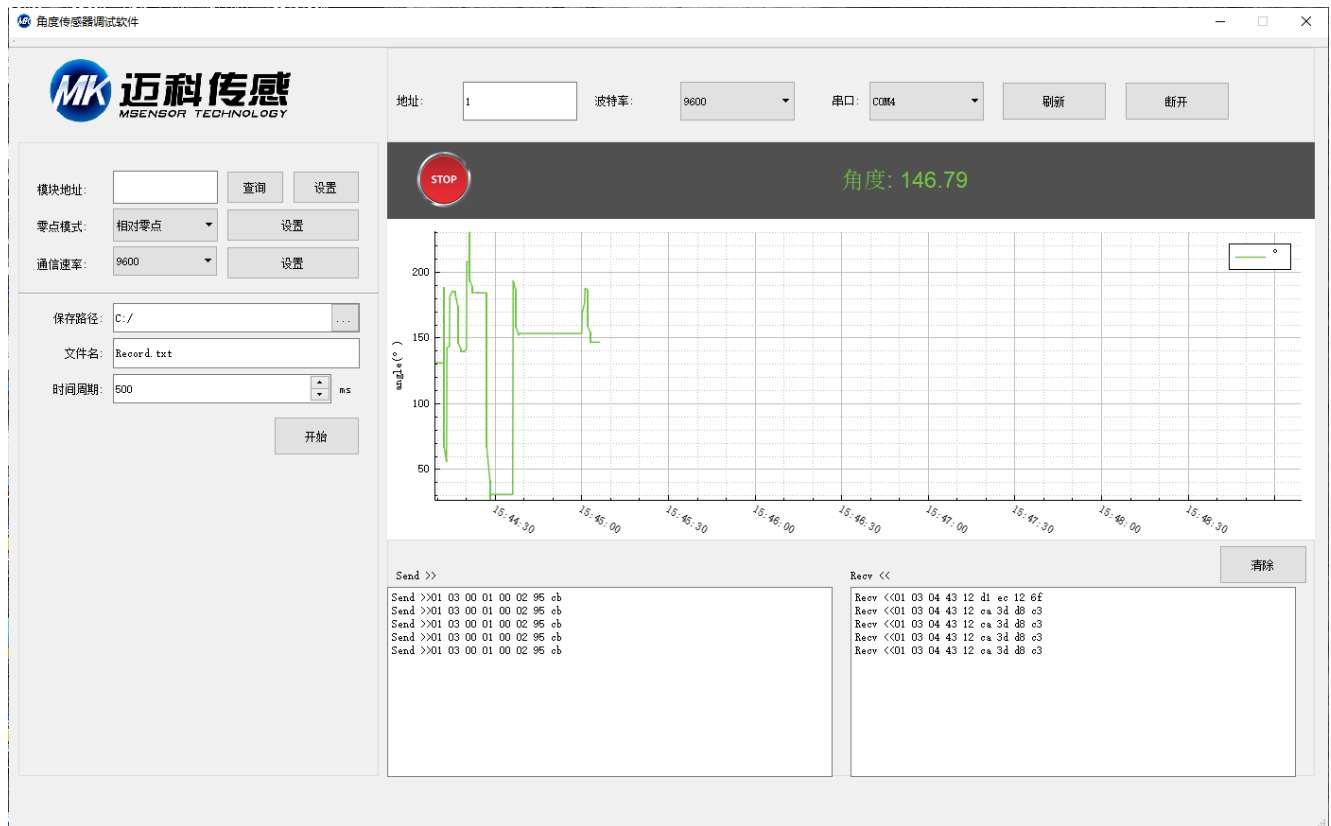 角度传感器调试软件
MK 迈科传感
MSENSOR TECHNOLOGY
地址: 1 波特率: 9600 串口: COM4 刷新 断开
模块地址: 查询 设置
零点模式: 相对零点 设置
通信速率: 9600 设置
保存路径: C:/ ...
文件名: Record.txt
时间周期: 500 ms
开始
STOP 角度: 146.79
°
angle(°)
200
150
100
50
15:44:30 15:45:00 15:45:30 15:46:00 15:46:30 15:47:00 15:47:30 15:48:00 15:48:30
清除
Send >>
Send >>01 03 00 01 00 02 95 cb
Send >>01 03 00 01 00 02 95 cb
Send >>01 03 00 01 00 02 95 cb
Send >>01 03 00 01 00 02 95 cb
Send >>01 03 00 01 00 02 95 cb
Recv <<
Recv <<01 03 04 43 12 d1 ec 12 6f
Recv <<01 03 04 43 12 ca 3d d8 c3
Recv <<01 03 04 43 12 ca 3d d8 c3
Recv <<01 03 04 43 12 ca 3d d8 c3
Recv <<01 03 04 43 12 ca 3d d8 c3